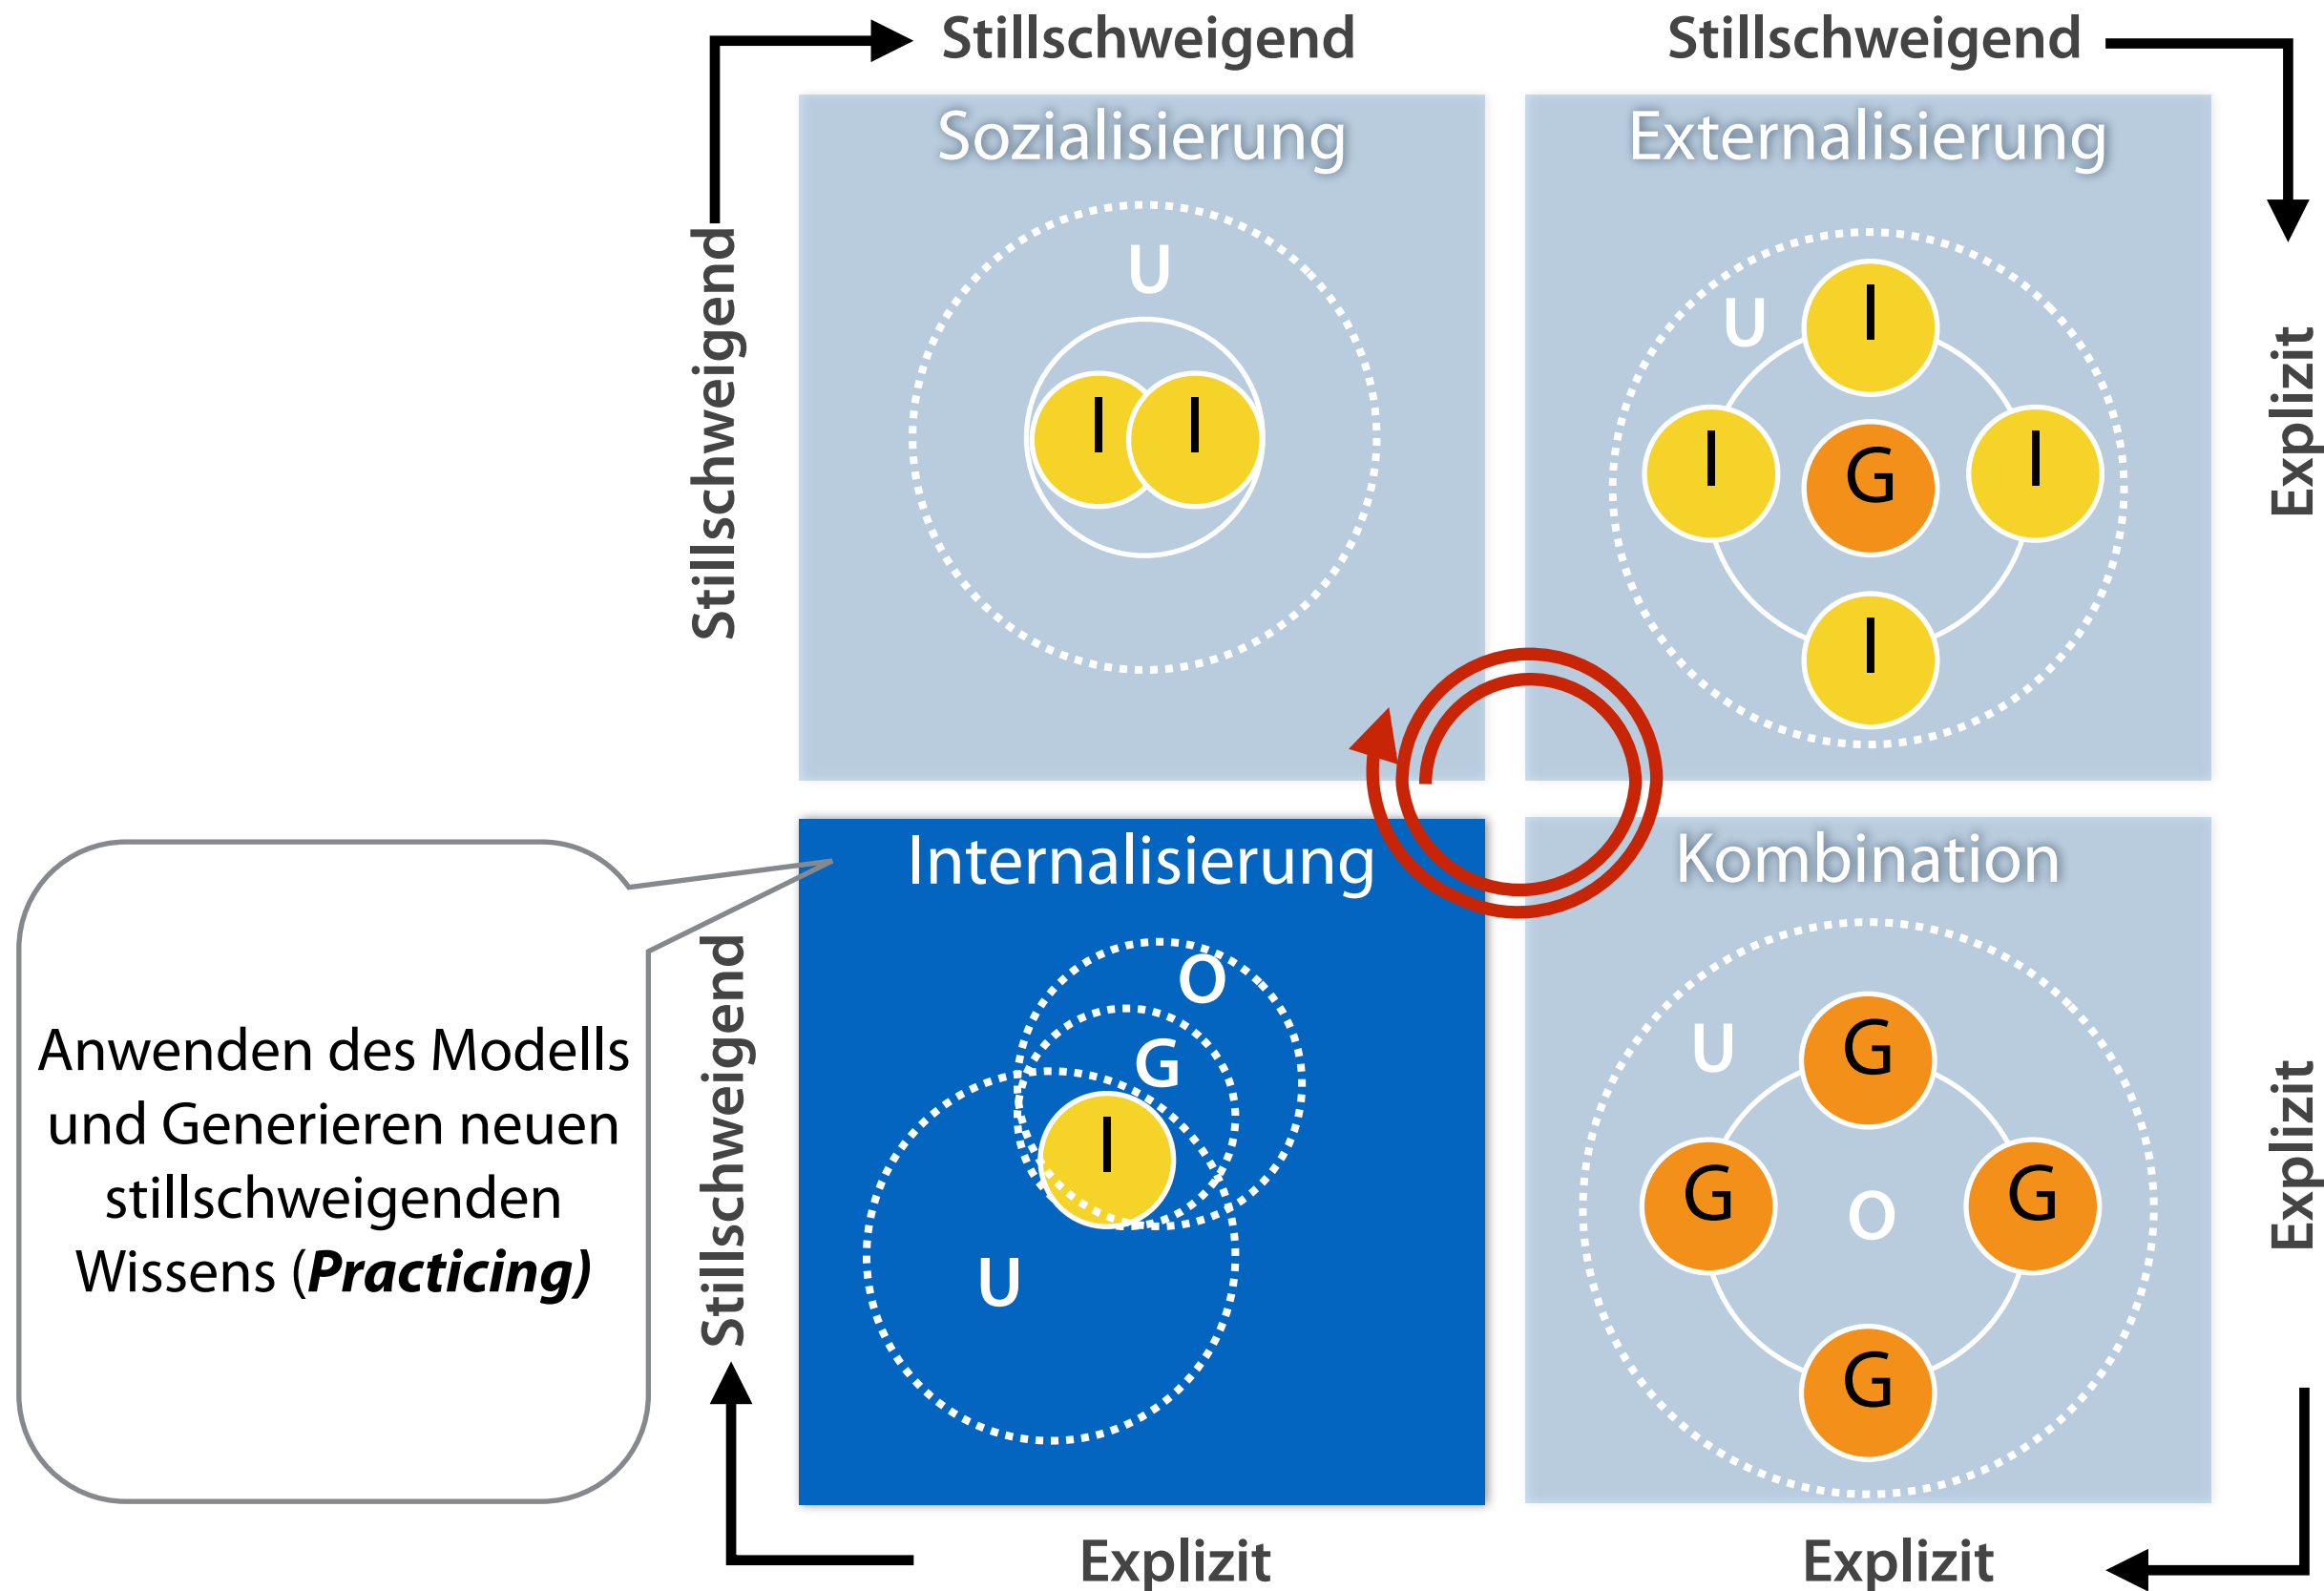 Stillschweigend
Stillschweigend
Sozialisierung
Externalisierung
Stillschweigend
Explizit
U
I
I
U
I
I
G
I
I
Internalisierung
Kombination
Anwenden des Modells
und Generieren neuen
stillschweigenden
Wissens (Practicing)
Stillschweigend
Explizit
O
G
I
U
U
G
G
O
G
G
Explizit
Explizit